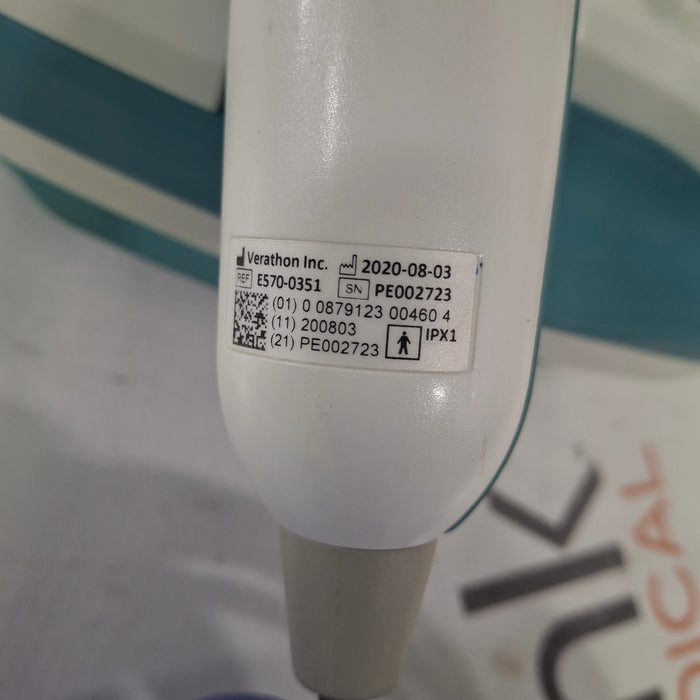 Verathon Inc. 2020-08-03
REF E570-0351 SN PE002723
(01) 0 0879123 00460 4
(11) 200803
IPX1
(21) PE002723
ICAL